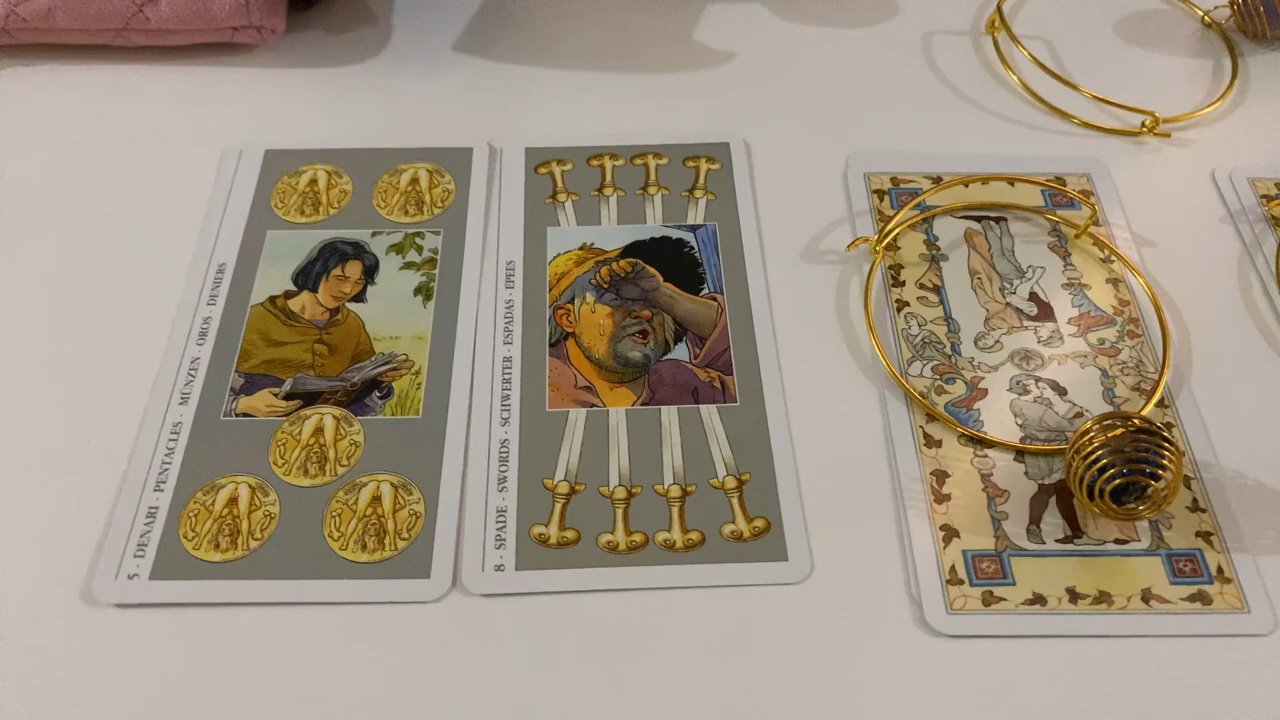 5 - DENARI - PENTACLES - MÜNZEN - OROS - DENIERS
8 - SPADE - SWORDS - SCHWERTER - ESPADAS - EPEES